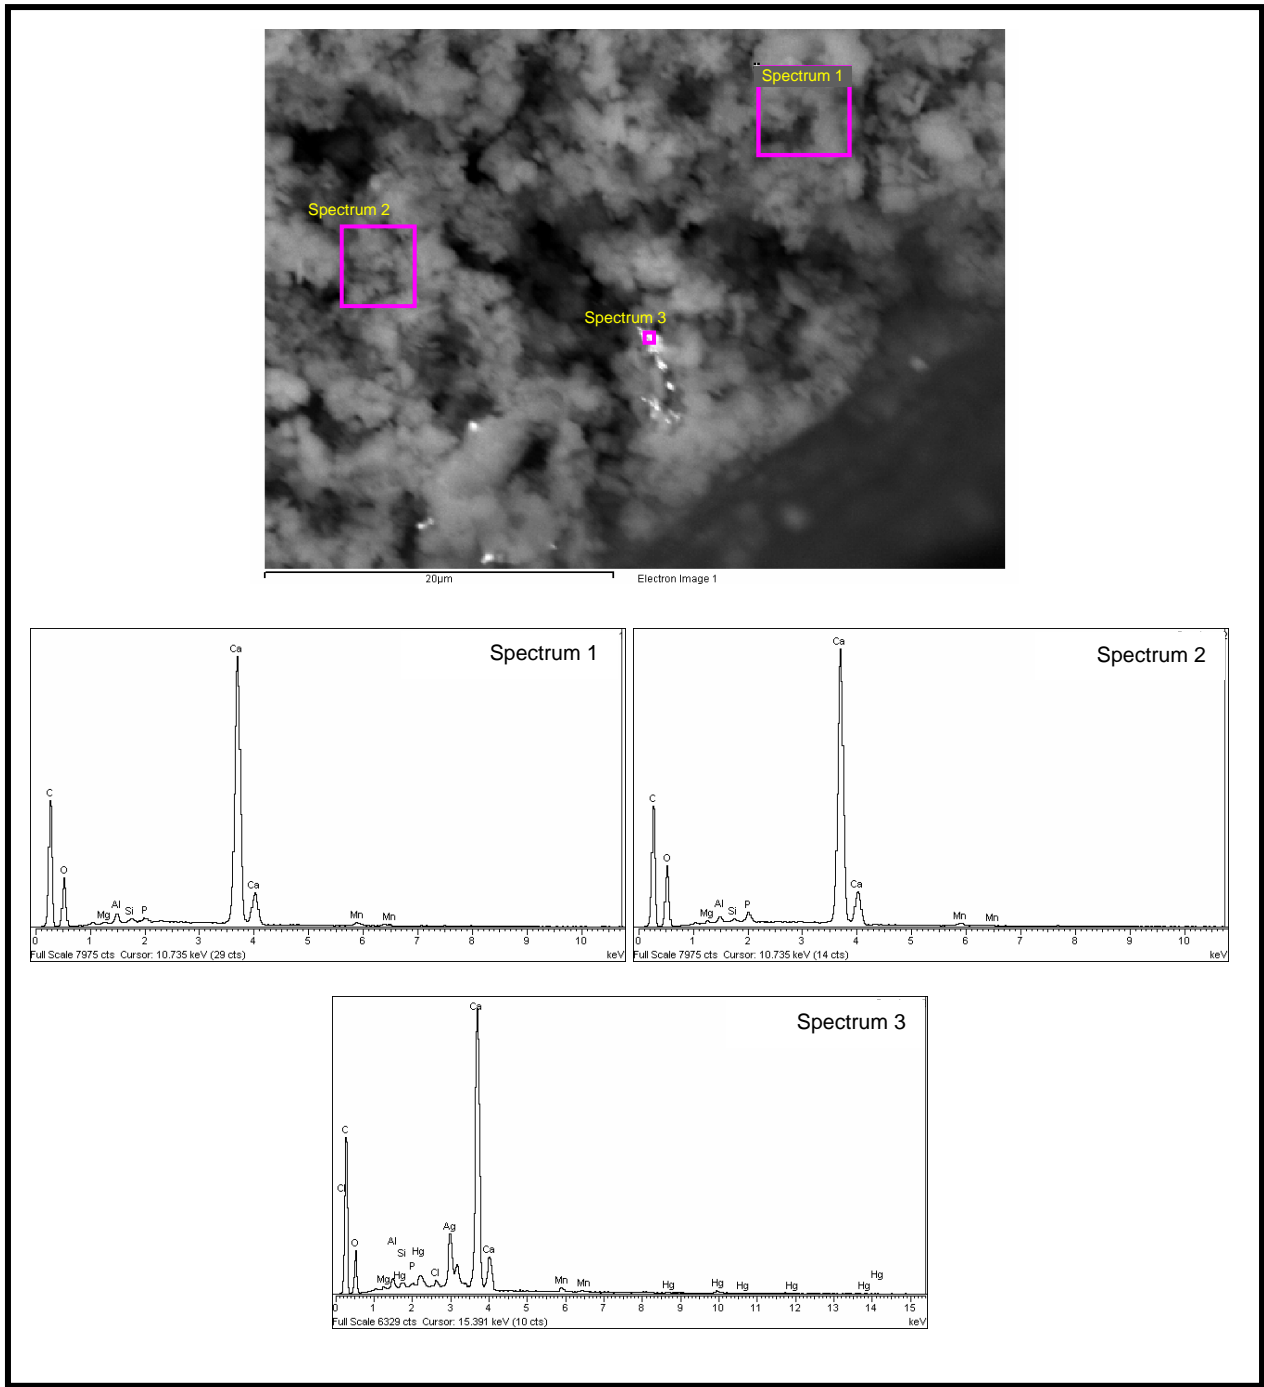 Spectrum 1
Spectrum 2
Spectrum 3
20µm
Electron Image 1
Spectrum 1
Ca
C
O
Mg
Al
Si
P
Ca
Mn
Mn
0 1 2 3 4 5 6 7 8 9 10
Full Scale 7975 cts Cursor: 10.735 keV (29 cts)
keV
Spectrum 2
Ca
C
O
Mg
Al
Si
P
Ca
Mn
Mn
0 1 2 3 4 5 6 7 8 9 10
Full Scale 7975 cts Cursor: 10.735 keV (14 cts)
keV
Spectrum 3
Ca
C
Cl
O
Mg
Al
Si
Hg
P
Hg
Cl
Ag
Ca
Mn
Mn
Hg
Hg
Hg
Hg
Hg
Hg
0 1 2 3 4 5 6 7 8 9 10 11 12 13 14 15
Full Scale 6329 cts Cursor: 15.391 keV (10 cts)
keV